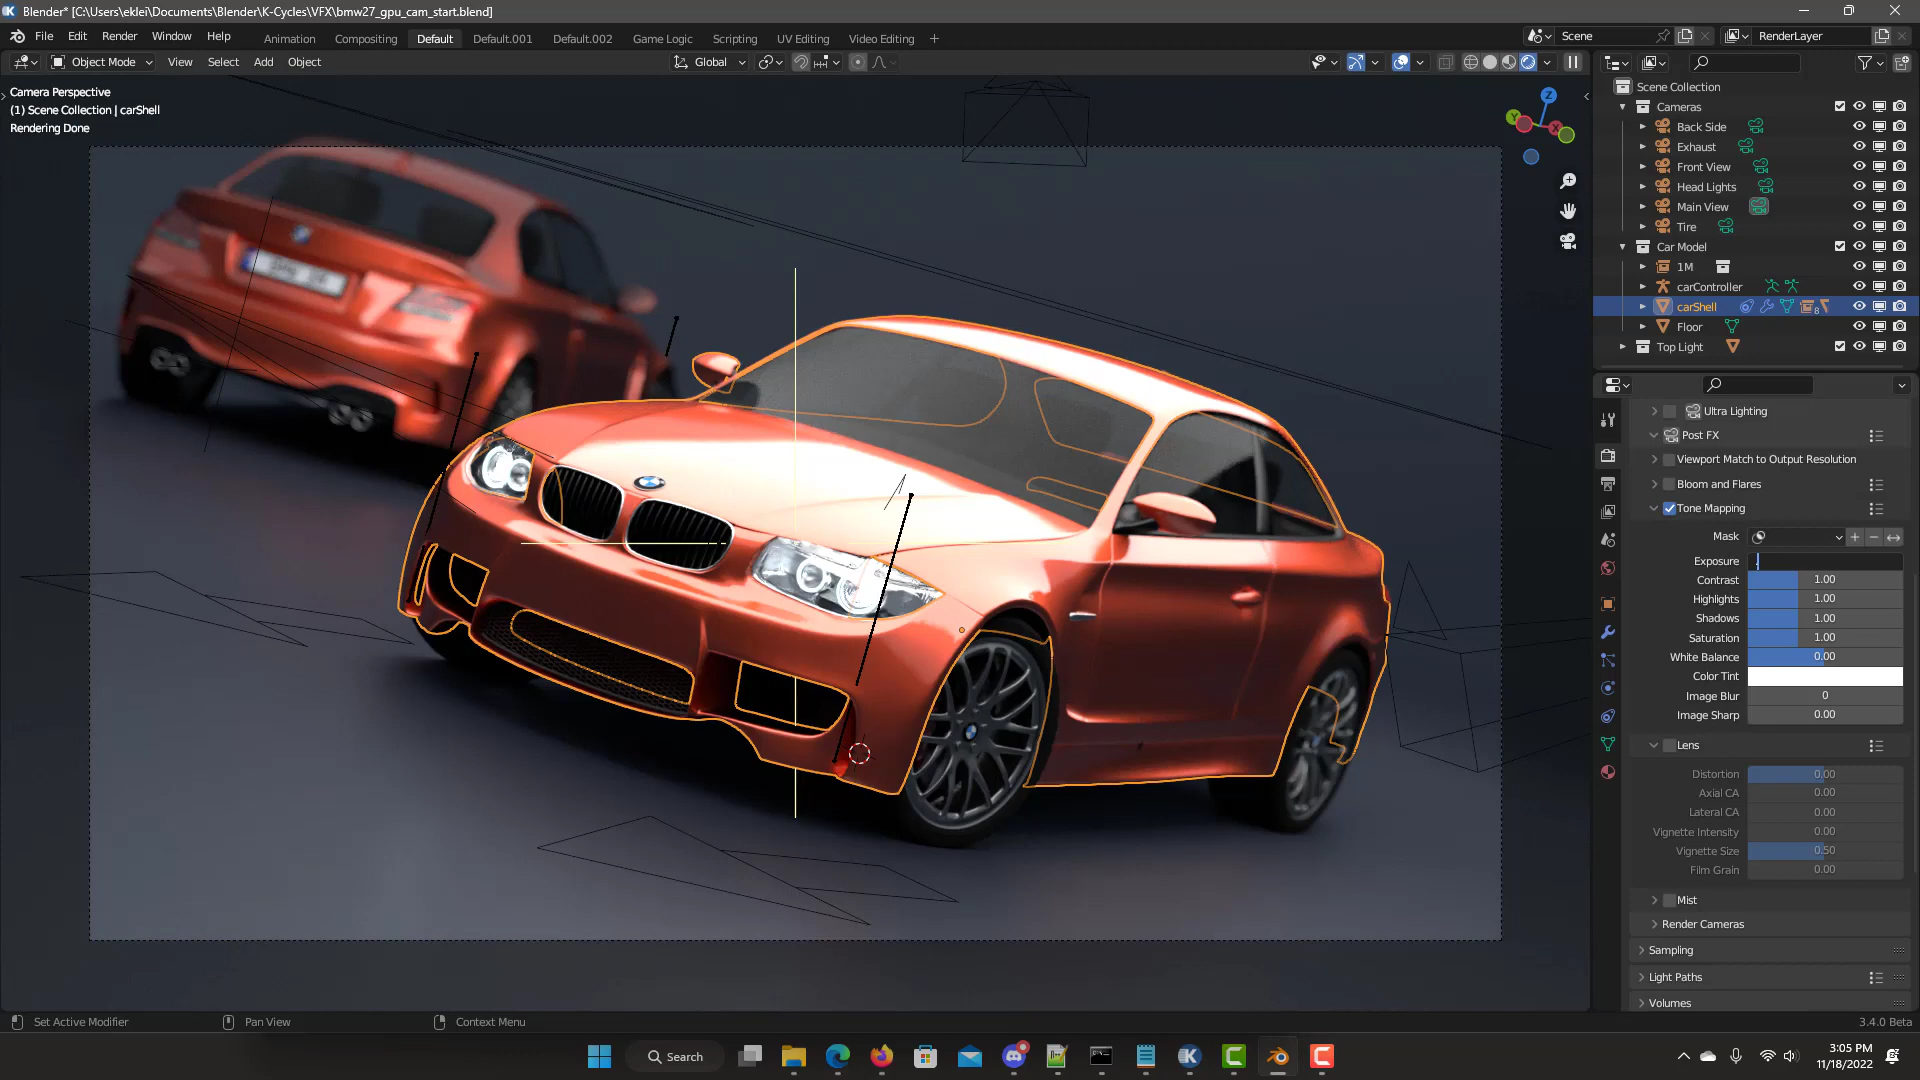 Blender* [C:\Users\eklei\Documents\Blender\K-Cycles\VFX\bmw27_gpu_cam_start.blend]
File Edit Render Window Help Animation Compositing Default Default.001 Default.002 Game Logic Scripting UV Editing Video Editing + Scene RenderLayer
Object Mode View Select Add Object Global
Camera Perspective
(1) Scene Collection | carShell
Rendering Done
Z
Y
X
Scene Collection
Cameras
Back Side
Exhaust
Front View
Head Lights
Main View
Tire
Car Model
1M
carController
carShell 8
Floor
Top Light
Ultra Lighting
Post FX
Viewport Match to Output Resolution
Bloom and Flares
Tone Mapping
Mask
Exposure .
Contrast 1.00
Highlights 1.00
Shadows 1.00
Saturation 1.00
White Balance 0.00
Color Tint
Image Blur 0
Image Sharp 0.00
Lens
Distortion 0.00
Axial CA 0.00
Lateral CA 0.00
Vignette Intensity 0.00
Vignette Size 0.50
Film Grain 0.00
Mist
Render Cameras
Sampling
Light Paths
Volumes
Set Active Modifier Pan View Context Menu 3.4.0 Beta
Search
3:05 PM
11/18/2022